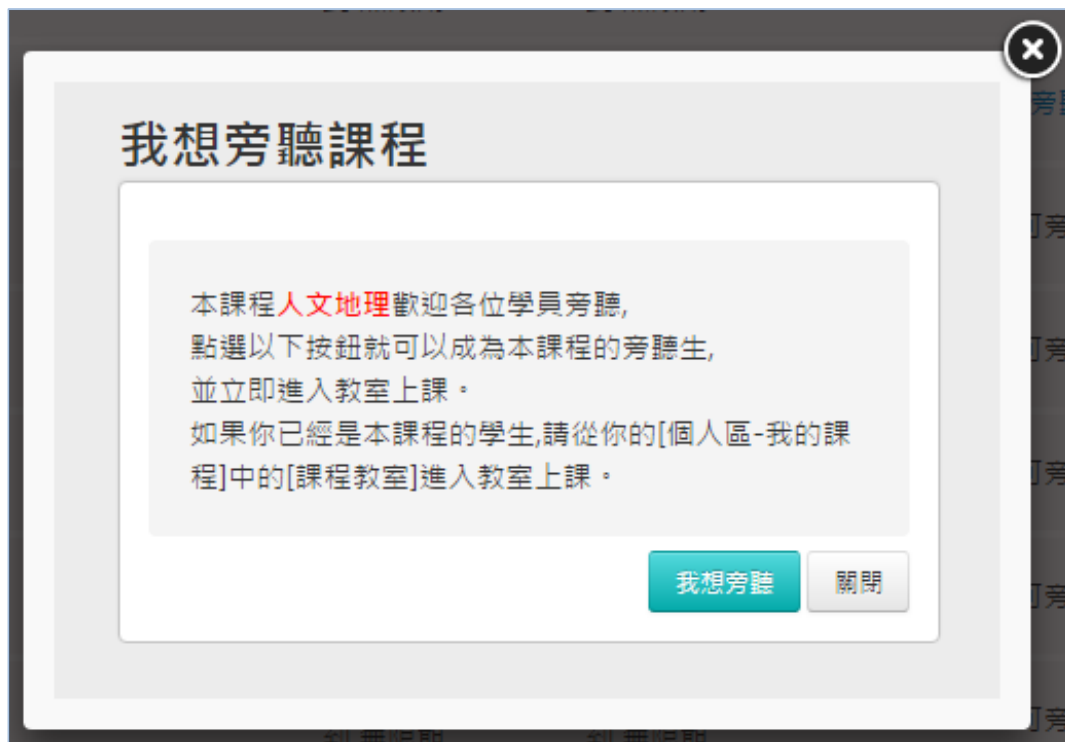 我想旁聽課程
旁
本課程人文地理歡迎各位學員旁聽,
點選以下按鈕就可以成為本課程的旁聽生,
並立即進入教室上課。
如果你已經是本課程的學生,請從你的[個人區-我的課
程]中的[課程教室]進入教室上課。
我想旁聽 關閉